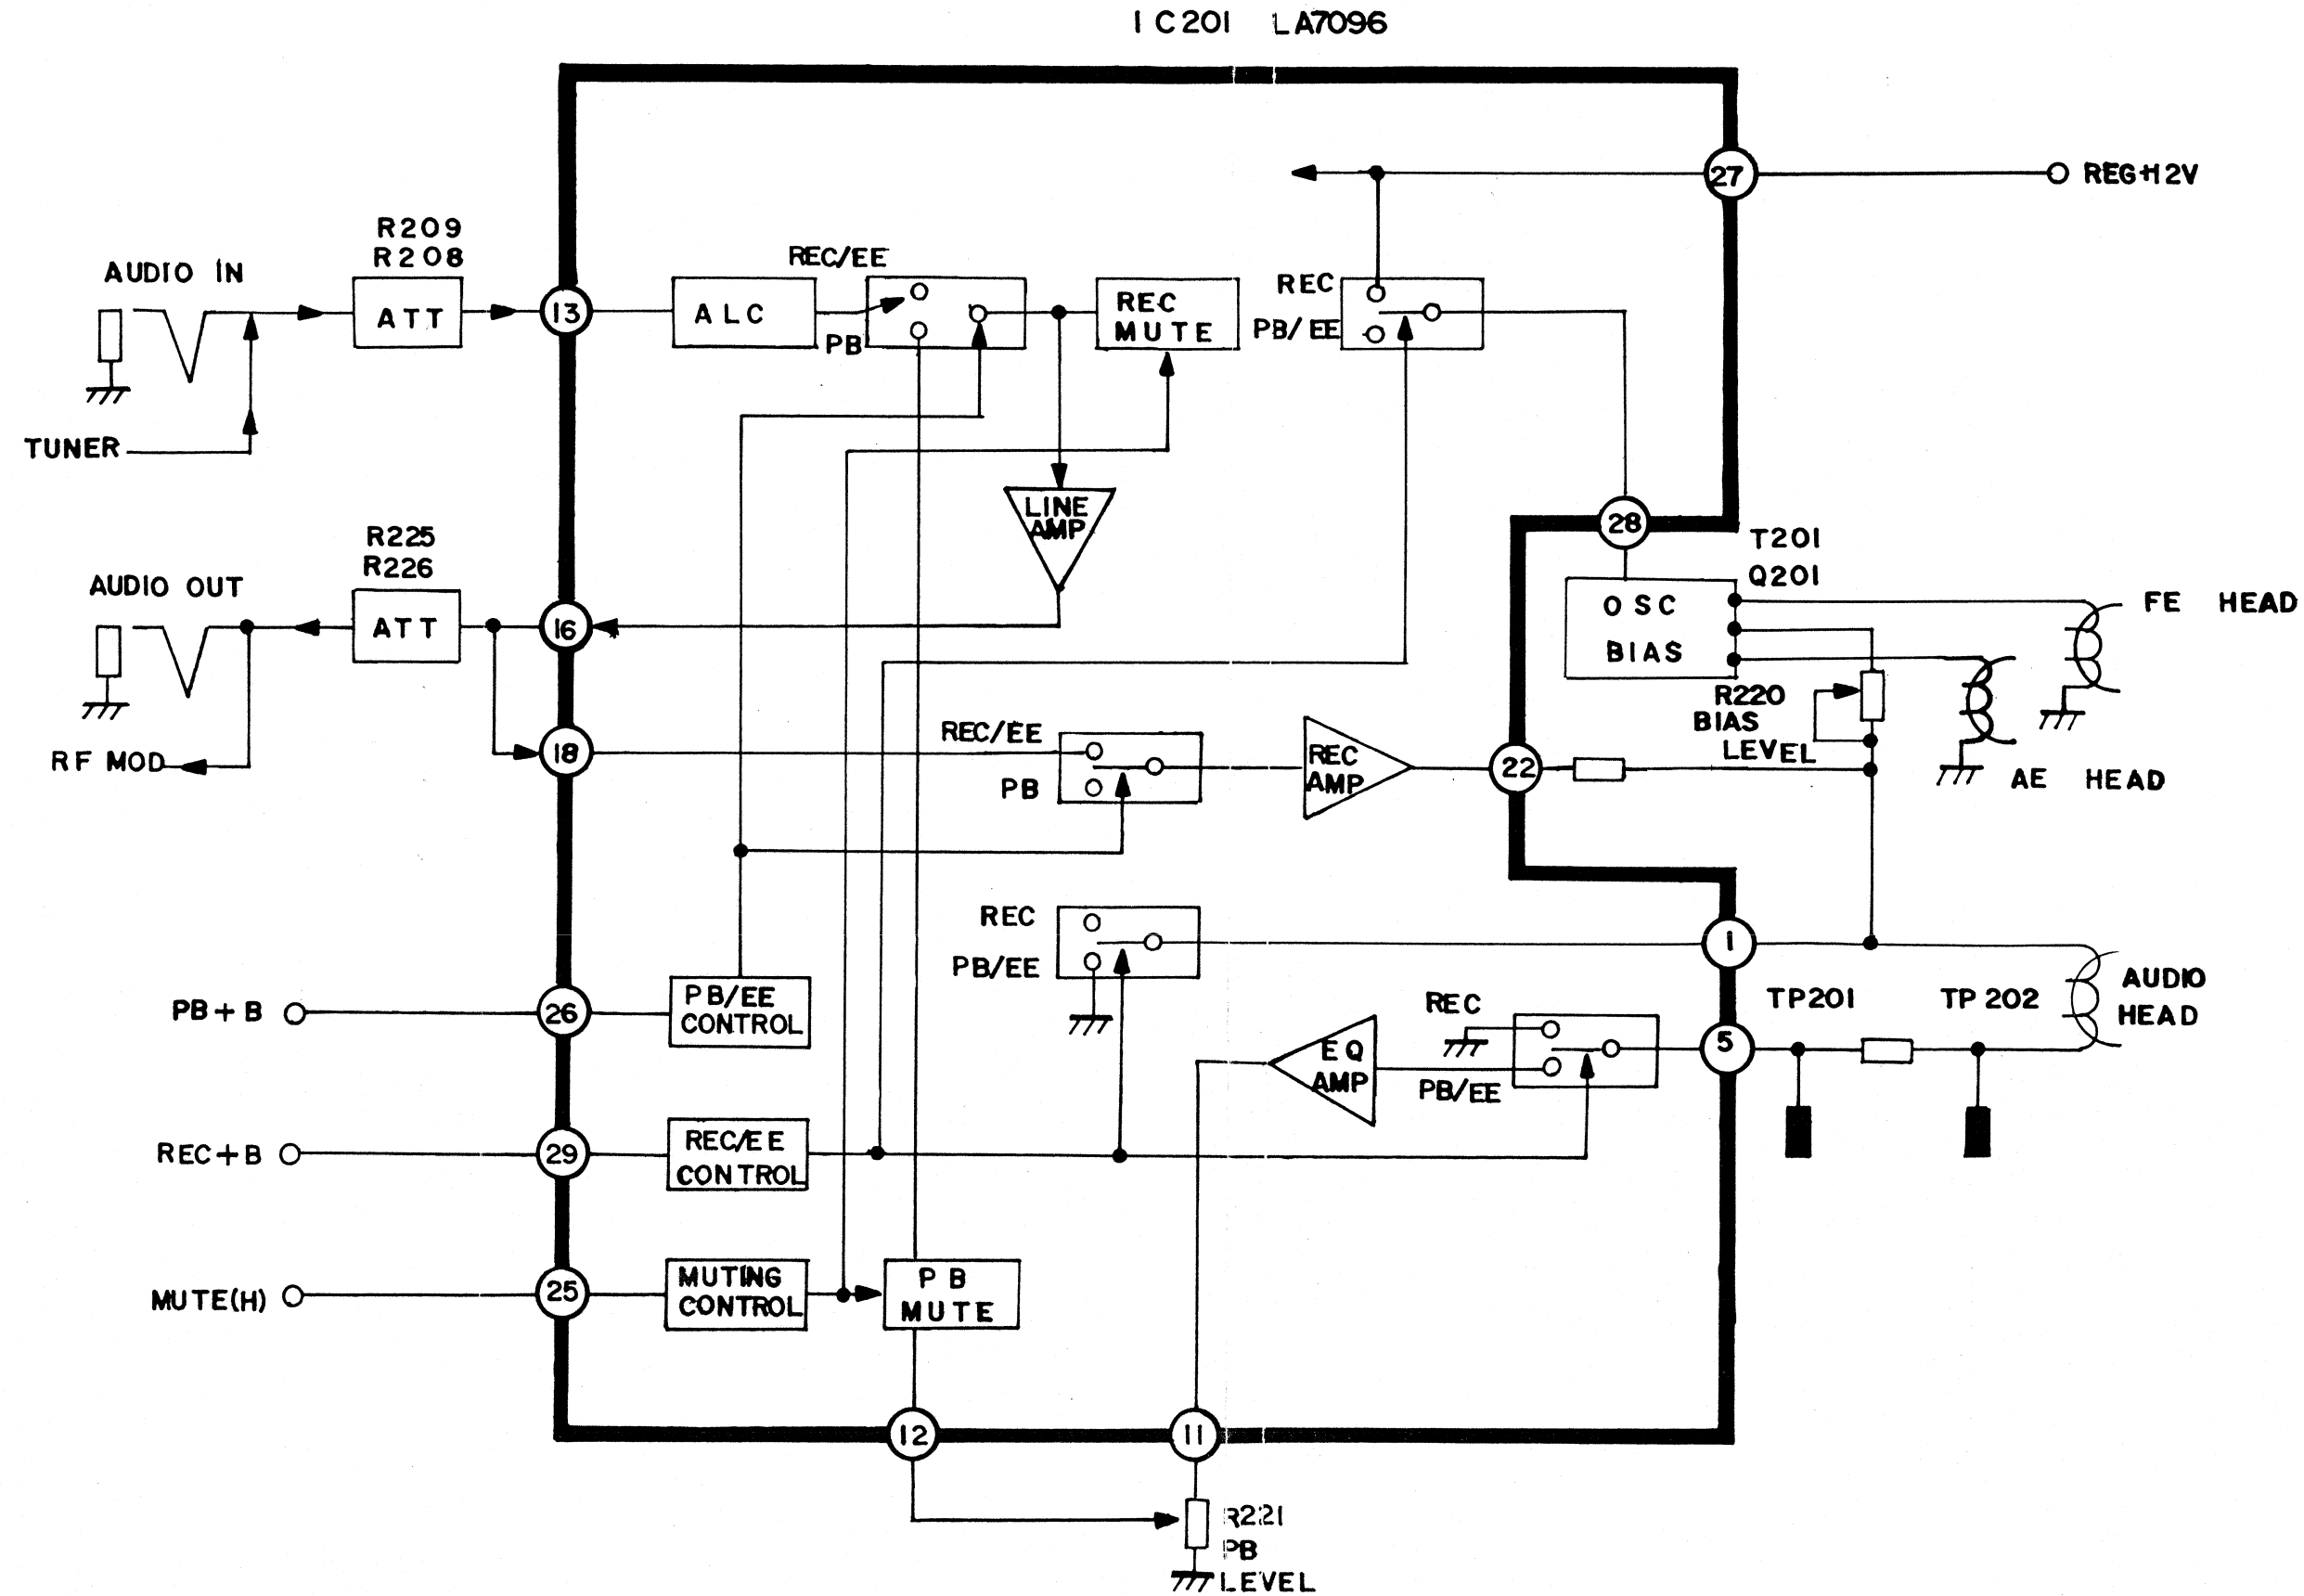 IC201 LA7096
27
REG+12V
R209
R208
AUDIO IN
ATT
13
ALC
REC/EE
PB
REC
MUTE
REC
PB/EE
TUNER
LINE
AMP
28
T201
Q201
OSC
BIAS
FE HEAD
R225
R226
AUDIO OUT
ATT
16
R220
BIAS
LEVEL
AE HEAD
RF MOD
18
REC/EE
PB
REC
AMP
22
REC
PB/EE
1
AUDIO
HEAD
TP201
TP202
PB+B
26
PB/EE
CONTROL
REC
PB/EE
EQ
AMP
5
REC+B
29
REC/EE
CONTROL
MUTE(H)
25
MUTING
CONTROL
PB
MUTE
12
11
R221
PB
LEVEL